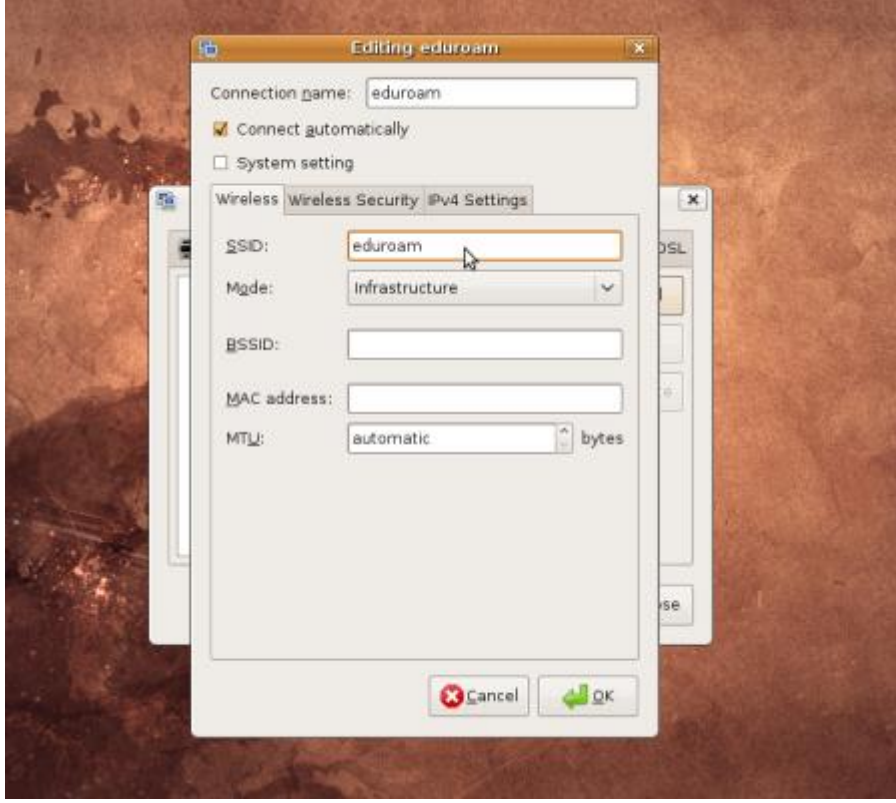 Editing eduroam
Connection name: eduroam
Connect automatically
System setting
Wireless Wireless Security IPv4 Settings
SSID: eduroam
DSL
Mode: Infrastructure
BSSID:
MAC address:
MTU: automatic bytes
Cancel OK